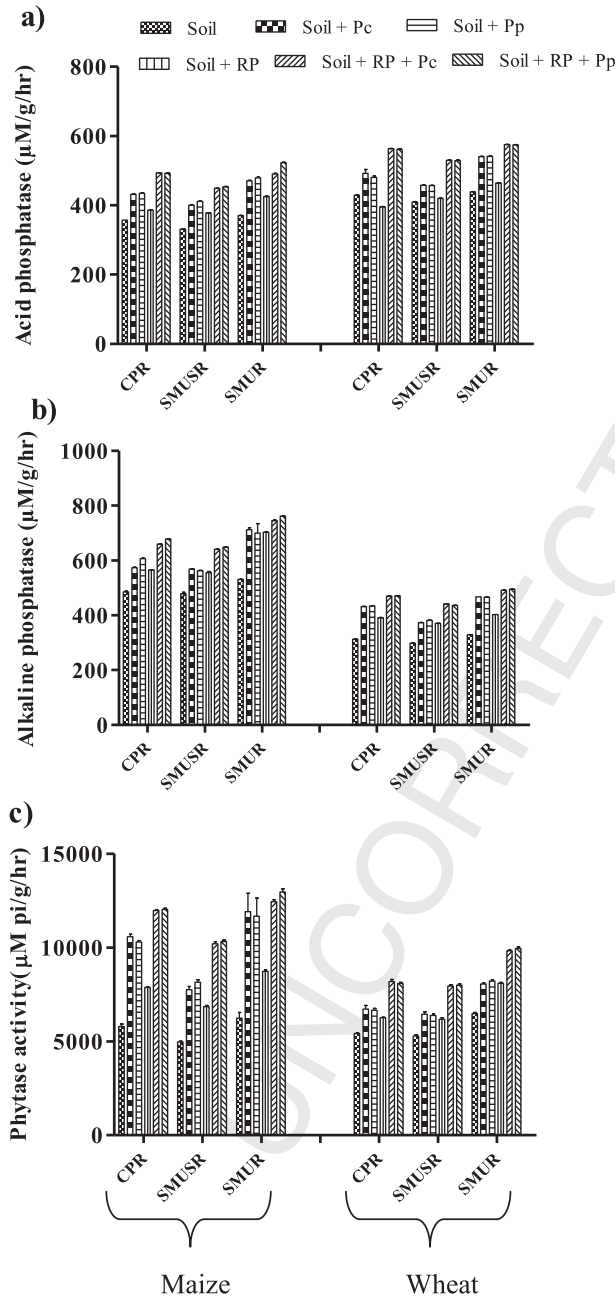 a)
Soil Soil + Pc Soil + Pp
Soil + RP Soil + RP + Pc Soil + RP + Pp
Acid phosphatase (µM/g/hr)
800
600
400
200
0
CPR SMUSR SMUR CPR SMUSR SMUR
b)
Alkaline phosphatase (µM/g/hr)
1000
800
600
400
200
0
CPR SMUSR SMUR CPR SMUSR SMUR
c)
Phytase activity(µM pi/g/hr)
15000
10000
5000
0
CPR SMUSR SMUR CPR SMUSR SMUR
Maize Wheat
UNCORRECT